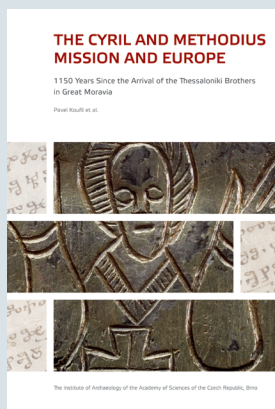 THE CYRIL AND METHODIUS
MISSION AND EUROPE
1150 Years Since the Arrival of the Thessaloniki Brothers
in Great Moravia
Pavel Kouřil et al.
The Institute of Archaeology of the Academy of Sciences of the Czech Republic, Brno